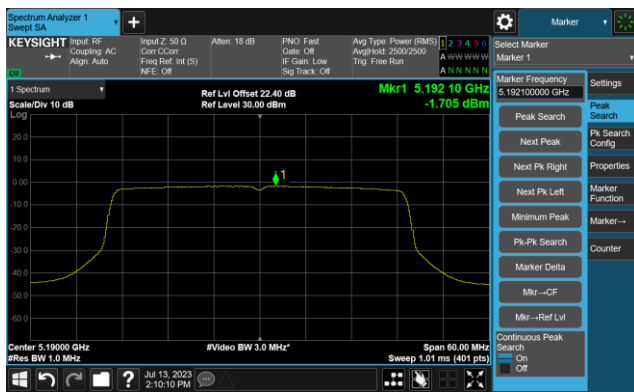 Spectrum Analyzer 1
Swept SA
Marker
KEYSIGHT Input: RF Input Z: 50 Ω Atten: 18 dB PNO: Fast Avg Type: Power (RMS) 1 2 3 4 5 6
Coupling: AC Corr CCorr Gate: Off Avg|Hold: 2500/2500 A W W W W W
Align: Auto Freq Ref: Int (S) IF Gain: Low Trig: Free Run
NFE: Off Sig Track: Off A N N N N N
LXI
Select Marker
Marker 1
1 Spectrum
Scale/Div 10 dB
Ref Lvl Offset 22.40 dB
Ref Level 30.00 dBm
Mkr1 5.192 10 GHz
-1.705 dBm
Log
20.0
10.0
0.00
-10.0
-20.0
-30.0
-40.0
-50.0
-60.0
1
Center 5.19000 GHz #Video BW 3.0 MHz* Span 60.00 MHz
#Res BW 1.0 MHz Sweep 1.01 ms (401 pts)
Marker Frequency
5.192100000 GHz
Peak Search
Next Peak
Next Pk Right
Next Pk Left
Minimum Peak
Pk-Pk Search
Marker Delta
Mkr→CF
Mkr→Ref Lvl
Continuous Peak
Search
On
Off
Settings
Peak
Search
Pk Search
Config
Properties
Marker
Function
Marker→
Counter
Jul 13, 2023
2:10:10 PM